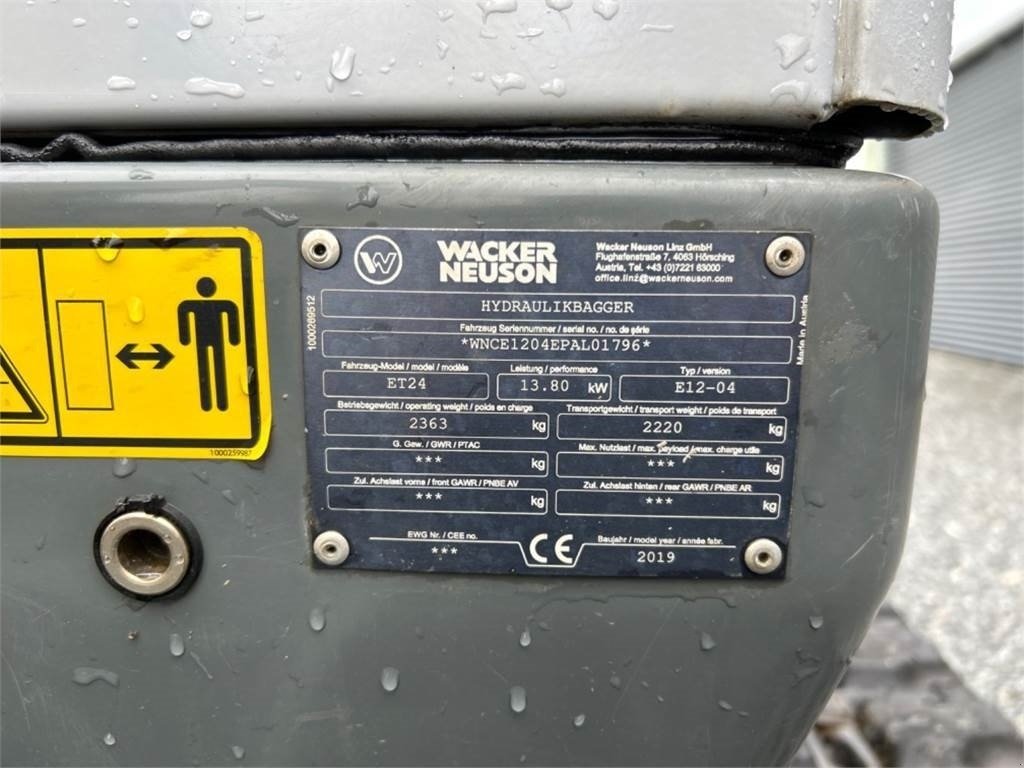 WACKER
NEUSON
Wacker Neuson Linz GmbH
Flughafenstraße 7, 4063 Hörsching
Austria, Tel. +43 (0)7221 63000
office.linz@wackerneuson.com
1000289512
HYDRAULIKBAGGER
Made in Austria
Fahrzeug Seriennummer / serial no. / no. de série
*WNCE1204EPAL01796*
Fahrzeug-Model / model / modèle
Leistung / performance
Typ / version
ET24
13.80 kW
E12-04
Betriebsgewicht / operating weight / poids en charge
Transportgewicht / transport weight / poids de transport
2363 kg
2220 kg
G. Gew. / GWR / PTAC
Max. Nutzlast / max. payload / max. charge utile
*** kg
*** kg
Zul. Achslast vorne / front GAWR / PNBE AV
Zul. Achslast hinten / rear GAWR / PNBE AR
*** kg
*** kg
EWG Nr. / CEE no.
***
CE
Baujahr / model year / année fabr.
2019
1000259987